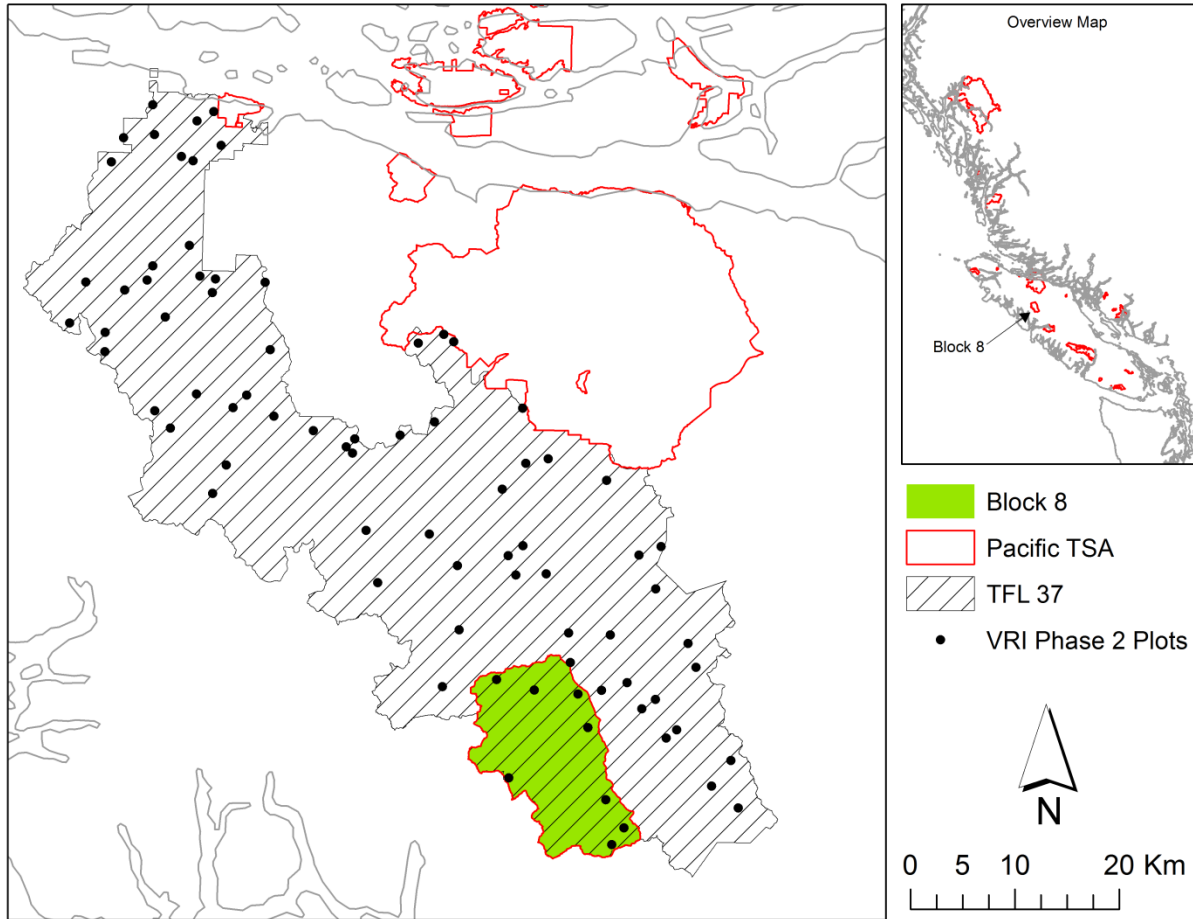 Overview Map
Block 8
Block 8
Pacific TSA
TFL 37
VRI Phase 2 Plots
N
0 5 10 20 Km